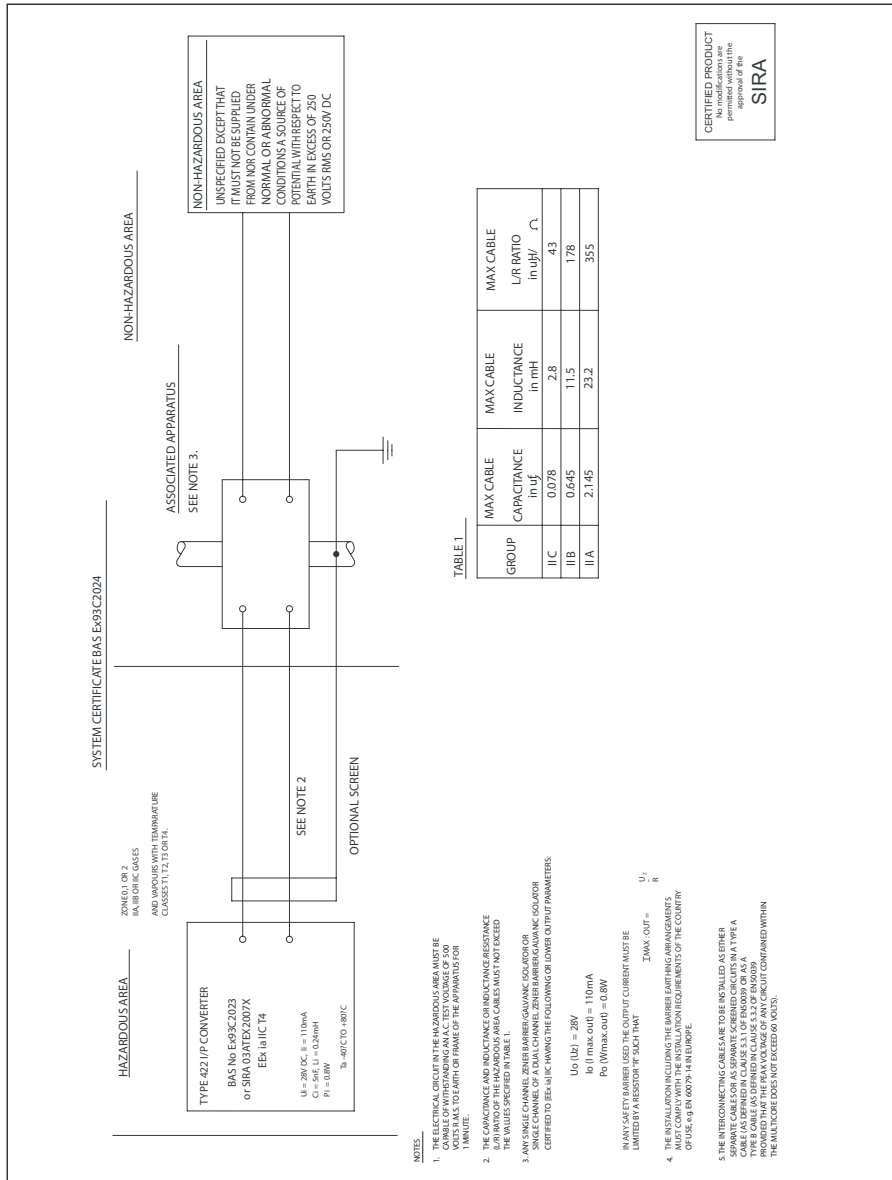 SYSTEM CERTIFICATE BAS Ex93C2024
HAZARDOUS AREA
ZONE 0,1 OR 2
IIA, IIB OR IIC GASES
AND VAPOURS WITH TEMPARATURE
CLASSES T1, T2, T3 OR T4.
NON-HAZARDOUS AREA
TYPE 422 I/P CONVERTER
BAS No Ex93C2023
or SIRA 03ATEX2007X
EEx ia IIC T4
Ui = 28V DC, Ii = 110mA
Ci = 5nF, Li = 0.24mH
Pi = 0.8W
Ta -40?C TO +80?C
SEE NOTE 2
OPTIONAL SCREEN
ASSOCIATED APPARATUS
SEE NOTE 3.
NON-HAZARDOUS AREA
UNSPECIFIED EXCEPT THAT
IT MUST NOT BE SUPPLIED
FROM NOR CONTAIN UNDER
NORMAL OR ABNORMAL
CONDITIONS A SOURCE OF
POTENTIAL WITH RESPECT TO
EARTH IN EXCESS OF 250
VOLTS RMS OR 250V DC
NOTES
1. THE ELECTRICAL CIRCUIT IN THE HAZARDOUS AREA MUST BE
CAPABLE OF WITHSTANDING AN A.C. TEST VOLTAGE OF 500
VOLTS R.M.S. TO EARTH OR FRAME OF THE APPARATUS FOR
1 MINUTE.
2. THE CAPACITANCE AND INDUCTANCE OR INDUCTANCE/RESISTANCE
(L/R) RATIO OF THE HAZARDOUS AREA CABLES MUST NOT EXCEED
THE VALUES SPECIFIED IN TABLE 1.
3. ANY SINGLE CHANNEL ZENER BARRIER/GALVANIC ISOLATOR OR
SINGLE CHANNEL OF A DUAL CHANNEL ZENER BARRIER/GALVANIC ISOLATOR
CERTIFIED TO [EEx ia] IIC HAVING THE FOLLOWING OR LOWER OUTPUT PARAMETERS:
Uo (Uz) = 28V
Io (I max. out) = 110mA
Po (Wmax. out) = 0.8W
IN ANY SAFETY BARRIER USED THE OUTPUT CURRENT MUST BE
LIMITED BY A RESISTOR 'R' SUCH THAT
IMAX : OUT = Uz
R
4. THE INSTALLATION INCLUDING THE BARRIER EARTHING ARRANGEMENTS
MUST COMPLY WITH THE INSTALLATION REQUIREMENTS OF THE COUNTRY
OF USE, e.g. EN 60079-14 IN EUROPE.
5. THE INTERCONNECTING CABLES ARE TO BE INSTALLED AS EITHER
SEPARATE CABLES OR AS SEPARATE SCREENED CIRCUITS IN A TYPE A
CABLE (AS DEFINED IN CLAUSE 5.3.1 OF EN50039 OR AS A
TYPE B CABLE (AS DEFINED IN CLAUSE 5.3.2 OF EN50039
PROVIDED THAT THE PEAK VOLTAGE OF ANY CIRCUIT CONTAINED WITHIN
THE MULTICORE DOES NOT EXCEED 60 VOLTS).
TABLE 1
GROUP MAX CABLE CAPACITANCE in uf MAX CABLE INDUCTANCE in mH MAX CABLE L/R RATIO in uH/ Ω
II C 0.078 2.8 43
II B 0.645 11.5 178
II A 2.145 23.2 355
CERTIFIED PRODUCT
No modifications are
permitted without the
approval of the
SIRA